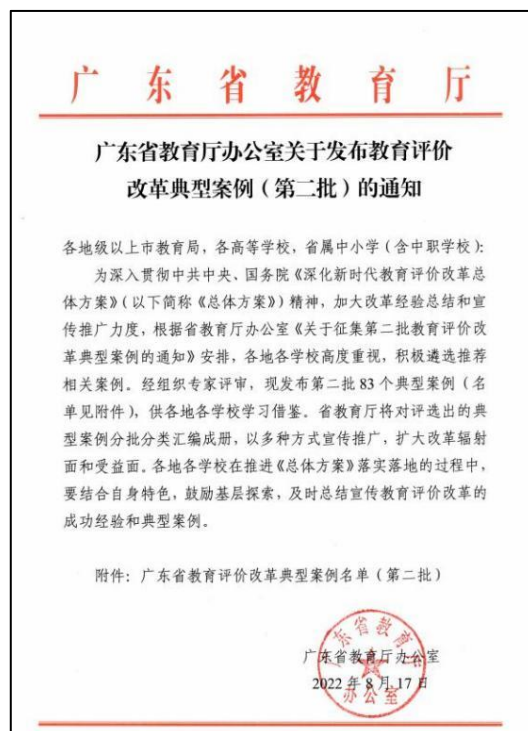 广东省教育厅
广东省教育厅办公室关于发布教育评价
改革典型案例(第二批)的通知
各地级以上市教育局,各高等学校,省属中小学(含中职学校):
为深入贯彻中共中央、国务院《深化新时代教育评价改革总
体方案》(以下简称《总体方案》)精神,加大改革经验总结和宣
传推广力度,根据省教育厅办公室《关于征集第二批教育评价改
革典型案例的通知》安排,各地各学校高度重视,积极遴选推荐
相关案例。经组织专家评审,现发布第二批83个典型案例(名
单见附件),供各地各学校学习借鉴。省教育厅将对评选出的典
型案例分批分类汇编成册,以多种方式宣传推广,扩大改革辐射
面和受益面。各地各学校在推进《总体方案》落实落地的过程中,
要结合自身特色,鼓励基层探索,及时总结宣传教育评价改革的
成功经验和典型案例。
附件:广东省教育评价改革典型案例名单(第二批)
广东省教育厅办公室
2022年8月17日
广东省教育厅
办公室